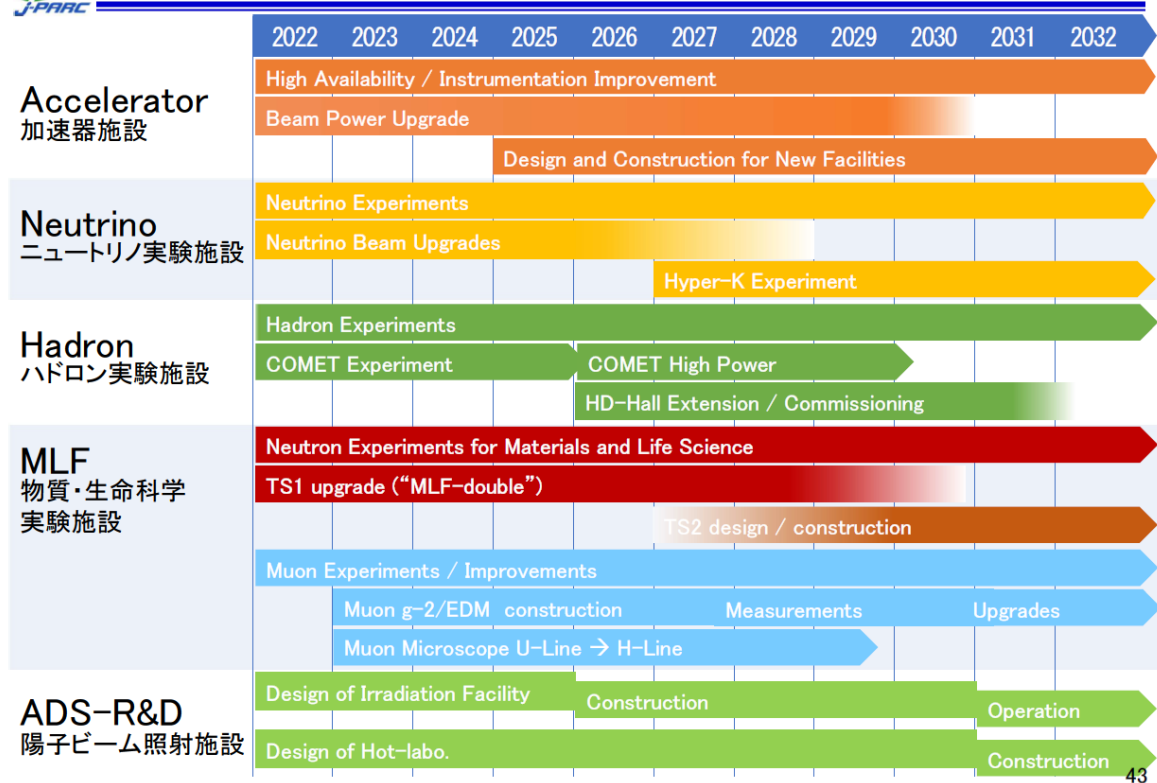 J-PARC
2022 2023 2024 2025 2026 2027 2028 2029 2030 2031 2032
Accelerator
加速器施設
High Availability / Instrumentation Improvement
Beam Power Upgrade
Design and Construction for New Facilities
Neutrino
ニュートリノ実験施設
Neutrino Experiments
Neutrino Beam Upgrades
Hyper-K Experiment
Hadron
ハドロン実験施設
Hadron Experiments
COMET Experiment COMET High Power
HD-Hall Extension / Commissioning
MLF
物質・生命科学
実験施設
Neutron Experiments for Materials and Life Science
TS1 upgrade (“MLF-double”)
TS2 design / construction
Muon Experiments / Improvements
Muon g-2/EDM construction Measurements Upgrades
Muon Microscope U-Line → H-Line
ADS-R&D
陽子ビーム照射施設
Design of Irradiation Facility Construction Operation
Design of Hot-labo. Construction
43